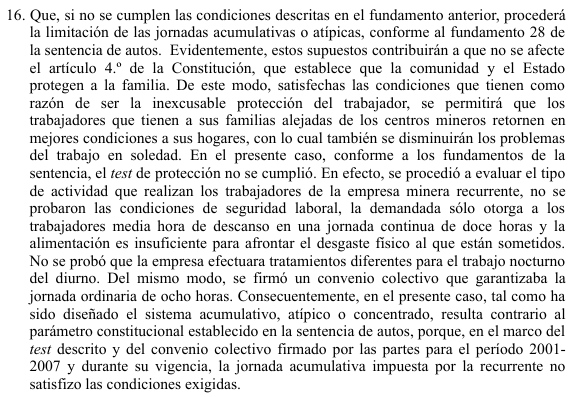 16. Que, si no se cumplen las condiciones descritas en el fundamento anterior, procederá
la limitación de las jornadas acumulativas o atípicas, conforme al fundamento 28 de
la sentencia de autos. Evidentemente, estos supuestos contribuirán a que no se afecte
el artículo 4.º de la Constitución, que establece que la comunidad y el Estado
protegen a la familia. De este modo, satisfechas las condiciones que tienen como
razón de ser la inexcusable protección del trabajador, se permitirá que los
trabajadores que tienen a sus familias alejadas de los centros mineros retornen en
mejores condiciones a sus hogares, con lo cual también se disminuirán los problemas
del trabajo en soledad. En el presente caso, conforme a los fundamentos de la
sentencia, el test de protección no se cumplió. En efecto, se procedió a evaluar el tipo
de actividad que realizan los trabajadores de la empresa minera recurrente, no se
probaron las condiciones de seguridad laboral, la demandada sólo otorga a los
trabajadores media hora de descanso en una jornada continua de doce horas y la
alimentación es insuficiente para afrontar el desgaste físico al que están sometidos.
No se probó que la empresa efectuara tratamientos diferentes para el trabajo nocturno
del diurno. Del mismo modo, se firmó un convenio colectivo que garantizaba la
jornada ordinaria de ocho horas. Consecuentemente, en el presente caso, tal como ha
sido diseñado el sistema acumulativo, atípico o concentrado, resulta contrario al
parámetro constitucional establecido en la sentencia de autos, porque, en el marco del
test descrito y del convenio colectivo firmado por las partes para el período 2001-
2007 y durante su vigencia, la jornada acumulativa impuesta por la recurrente no
satisfizo las condiciones exigidas.